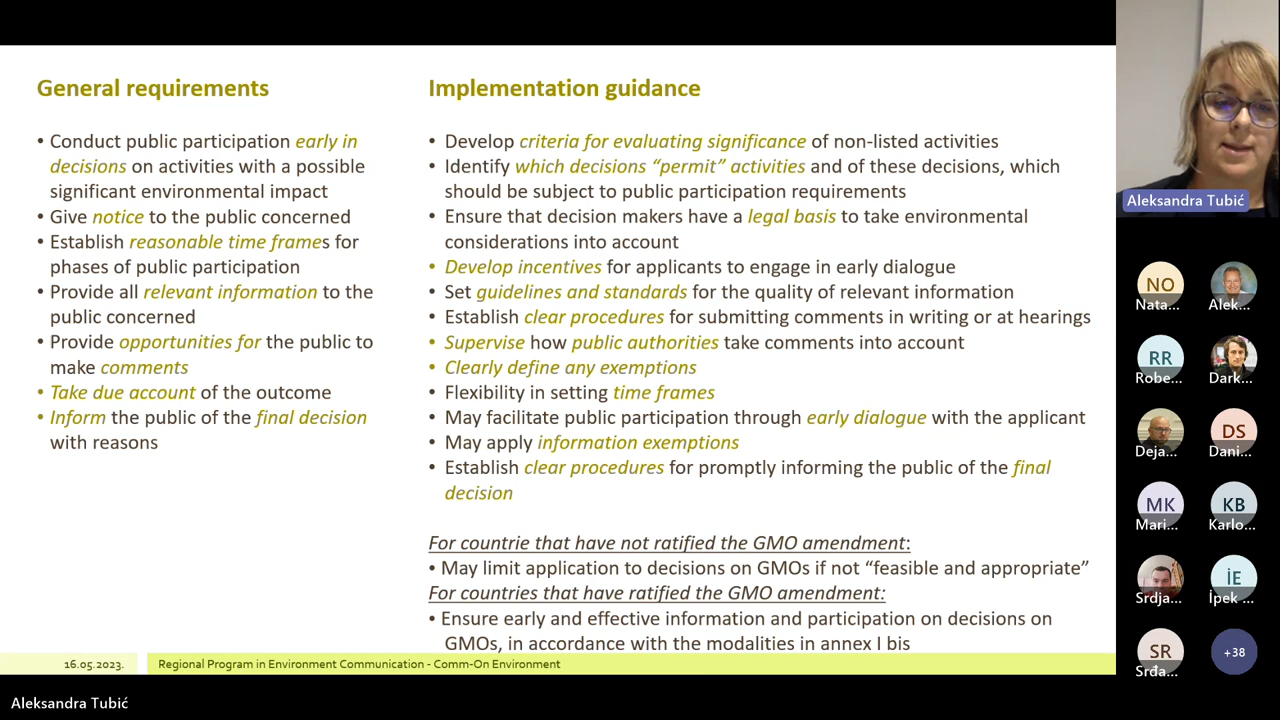 General requirements
• Conduct public participation early in
decisions on activities with a possible
significant environmental impact
• Give notice to the public concerned
• Establish reasonable time frames for
phases of public participation
• Provide all relevant information to the
public concerned
• Provide opportunities for the public to
make comments
• Take due account of the outcome
• Inform the public of the final decision
with reasons
Implementation guidance
• Develop criteria for evaluating significance of non-listed activities
• Identify which decisions “permit” activities and of these decisions, which
should be subject to public participation requirements
• Ensure that decision makers have a legal basis to take environmental
considerations into account
• Develop incentives for applicants to engage in early dialogue
• Set guidelines and standards for the quality of relevant information
• Establish clear procedures for submitting comments in writing or at hearings
• Supervise how public authorities take comments into account
• Clearly define any exemptions
• Flexibility in setting time frames
• May facilitate public participation through early dialogue with the applicant
• May apply information exemptions
• Establish clear procedures for promptly informing the public of the final
decision
For countrie that have not ratified the GMO amendment:
• May limit application to decisions on GMOs if not “feasible and appropriate”
For countries that have ratified the GMO amendment:
• Ensure early and effective information and participation on decisions on
GMOs, in accordance with the modalities in annex I bis
16.05.2023.
Regional Program in Environment Communication - Comm-On Environment
Aleksandra Tubić
Aleksandra Tubić
NO
Nata...
Alek...
RR
Robe...
Dark...
Deja...
DS
Dani...
MK
Mari...
KB
Karlo...
Srdja...
İE
İpek ...
SR
Srđa...
+38